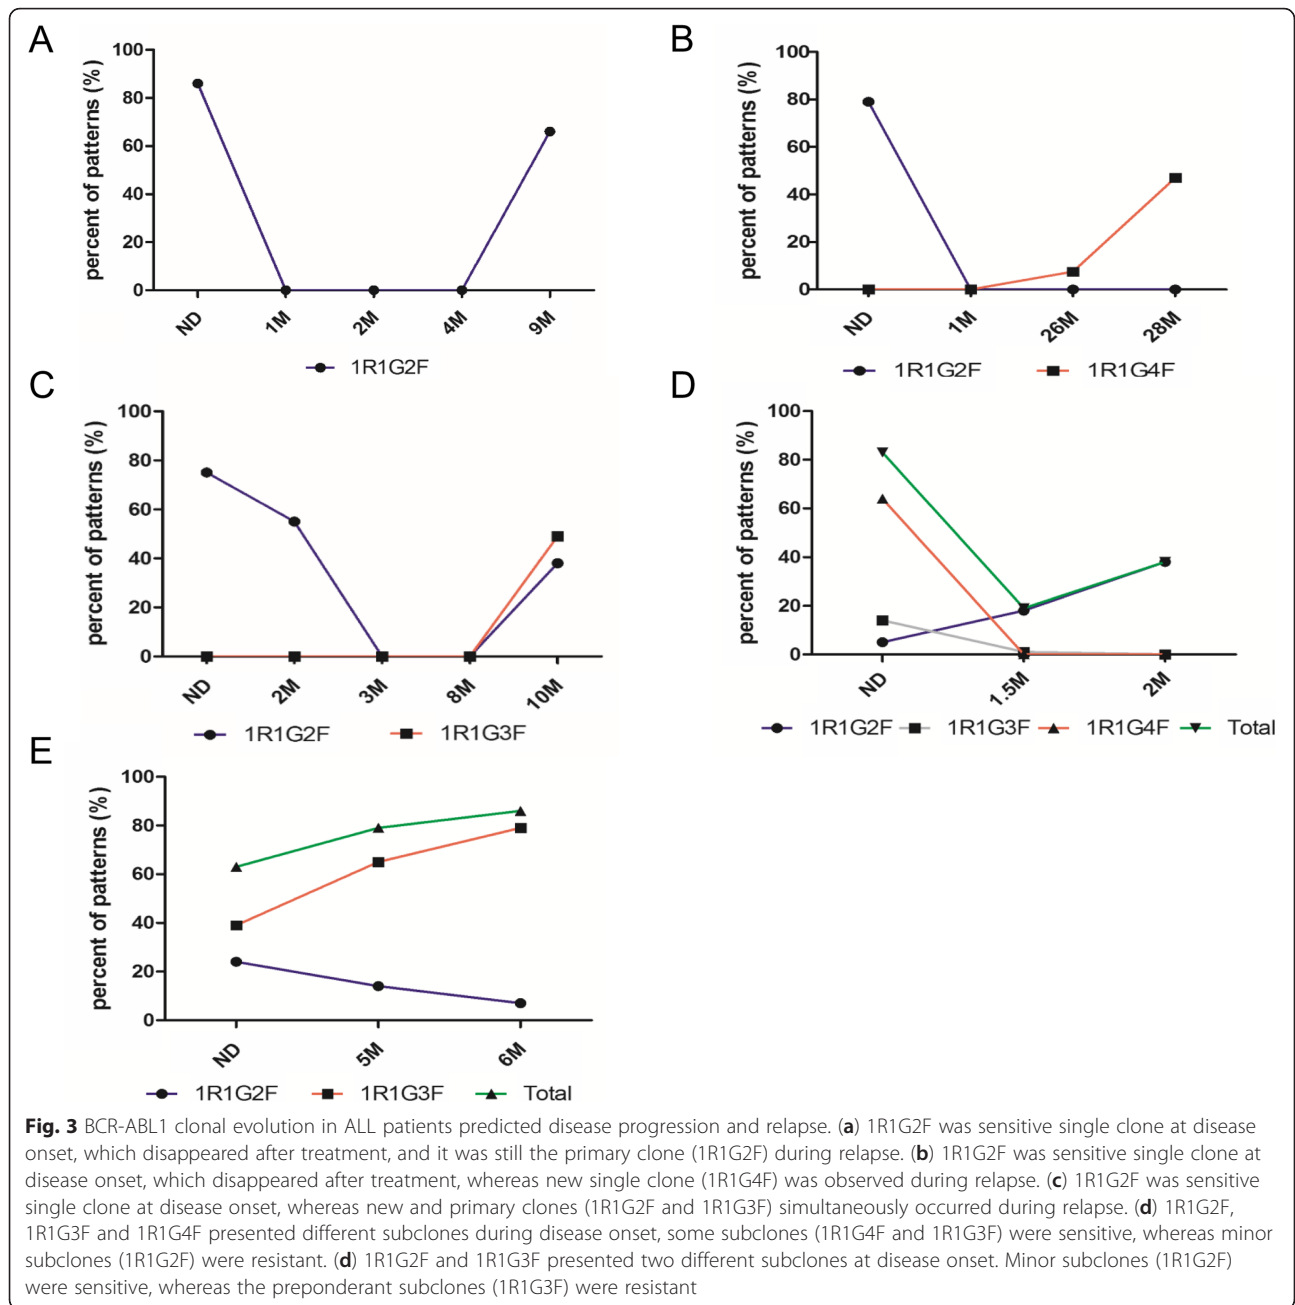 A
percent of patterns (%)
100
80
60
40
20
0
ND 1M 2M 4M 9M
1R1G2F
B
percent of patterns (%)
100
80
60
40
20
0
ND 1M 26M 28M
1R1G2F 1R1G4F
C
percent of patterns (%)
100
80
60
40
20
0
ND 2M 3M 8M 10M
1R1G2F 1R1G3F
D
percent of patterns (%)
100
80
60
40
20
0
ND 1.5M 2M
1R1G2F 1R1G3F 1R1G4F Total
E
percent of patterns (%)
100
80
60
40
20
0
ND 5M 6M
1R1G2F 1R1G3F Total
Fig. 3 BCR-ABL1 clonal evolution in ALL patients predicted disease progression and relapse. (a) 1R1G2F was sensitive single clone at disease
onset, which disappeared after treatment, and it was still the primary clone (1R1G2F) during relapse. (b) 1R1G2F was sensitive single clone at
disease onset, which disappeared after treatment, whereas new single clone (1R1G4F) was observed during relapse. (c) 1R1G2F was sensitive
single clone at disease onset, whereas new and primary clones (1R1G2F and 1R1G3F) simultaneously occurred during relapse. (d) 1R1G2F,
1R1G3F and 1R1G4F presented different subclones during disease onset, some subclones (1R1G4F and 1R1G3F) were sensitive, whereas minor
subclones (1R1G2F) were resistant. (d) 1R1G2F and 1R1G3F presented two different subclones at disease onset. Minor subclones (1R1G2F)
were sensitive, whereas the preponderant subclones (1R1G3F) were resistant